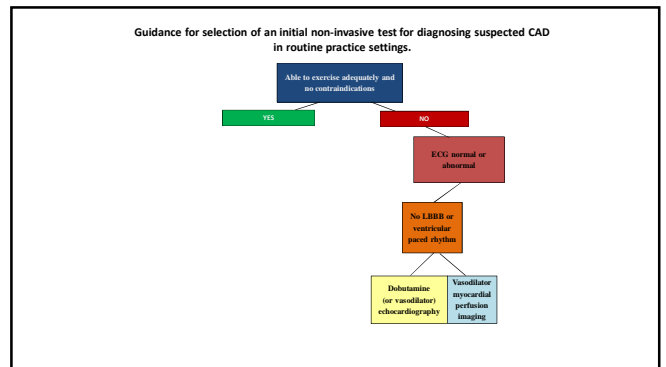 Guidance for selection of an initial non-invasive test for diagnosing suspected CAD
in routine practice settings.
Able to exercise adequately and
no contraindications
YES
NO
ECG normal or
abnormal
No LBBB or
ventricular
paced rhythm
Dobutamine
(or vasodilator)
echocardiography
Vasodilator
myocardial
perfusion
imaging